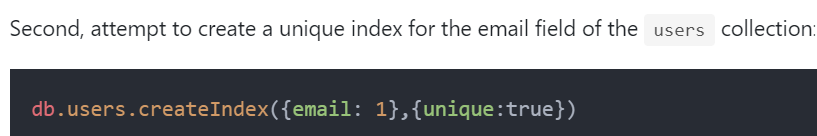 Second, attempt to create a unique index for the email field of the users collection:
db.users.createIndex({email: 1},{unique:true})